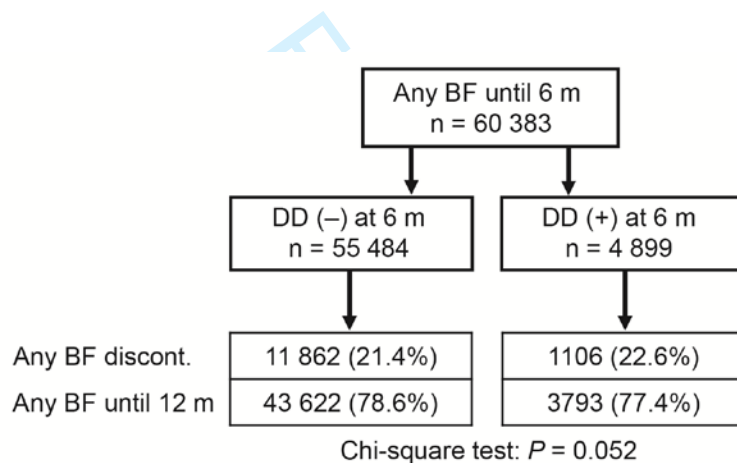 Any BF until 6 m
n = 60 383
DD (–) at 6 m
n = 55 484
DD (+) at 6 m
n = 4 899
Any BF discont. 11 862 (21.4%) 1106 (22.6%)
Any BF until 12 m 43 622 (78.6%) 3793 (77.4%)
Chi-square test: P = 0.052